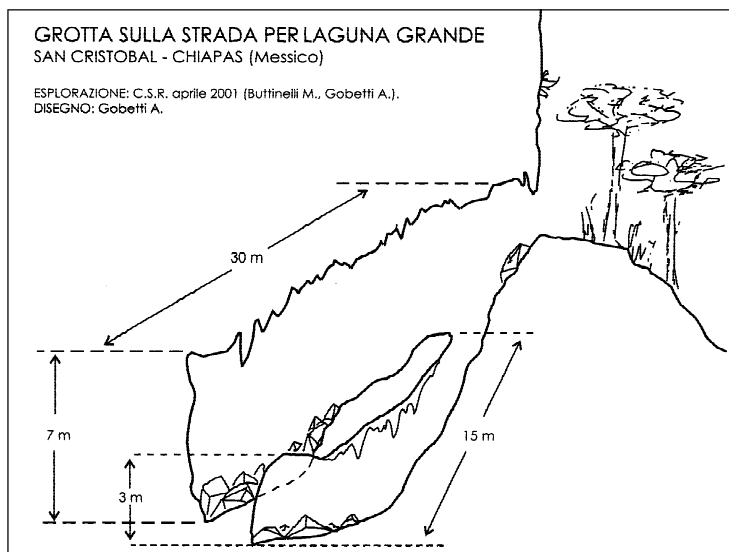 GROTTA SULLA STRADA PER LAGUNA GRANDE
SAN CRISTOBAL - CHIAPAS (Messico)
ESPLORAZIONE: C.S.R. aprile 2001 (Buttinelli M., Gobetti A.).
DISEGNO: Gobetti A.
30 m
7 m
15 m
3 m